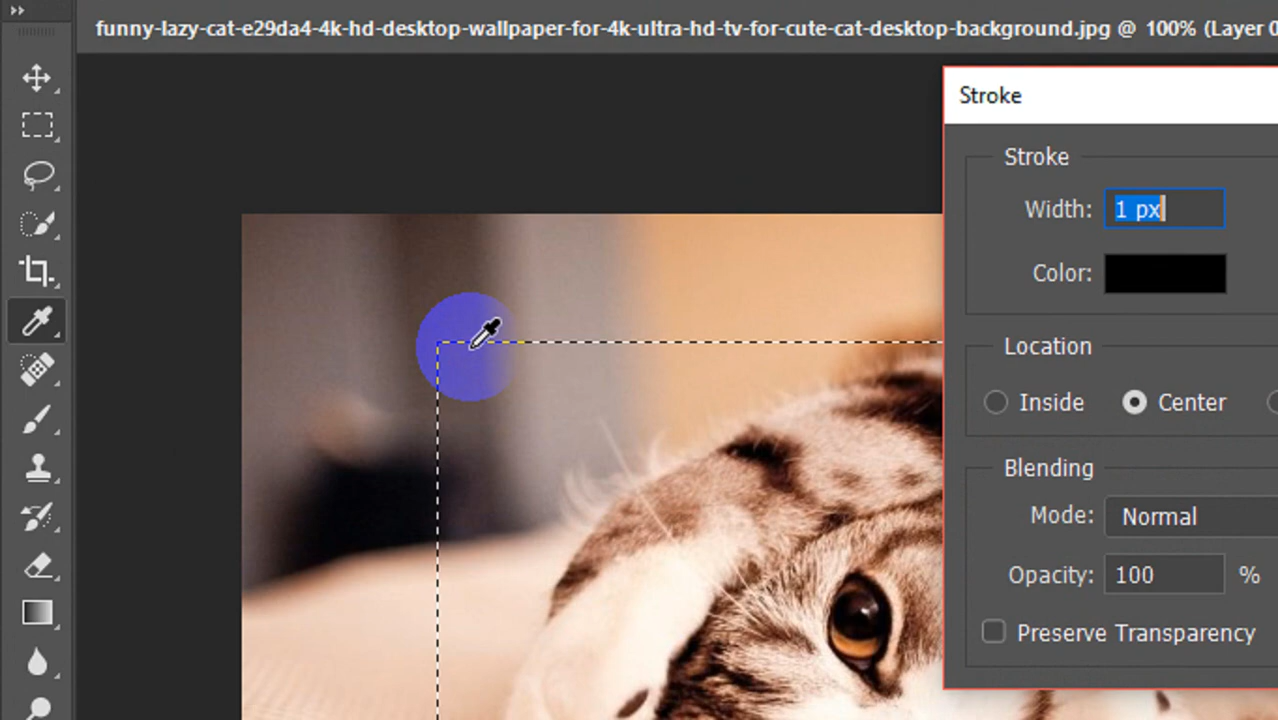 funny-lazy-cat-e29da4-4k-hd-desktop-wallpaper-for-4k-ultra-hd-tv-for-cute-cat-desktop-background.jpg @ 100% (Layer 0
Stroke
Stroke
Width: 1 px
Color:
Location
Inside Center
Blending
Mode: Normal
Opacity: 100 %
Preserve Transparency